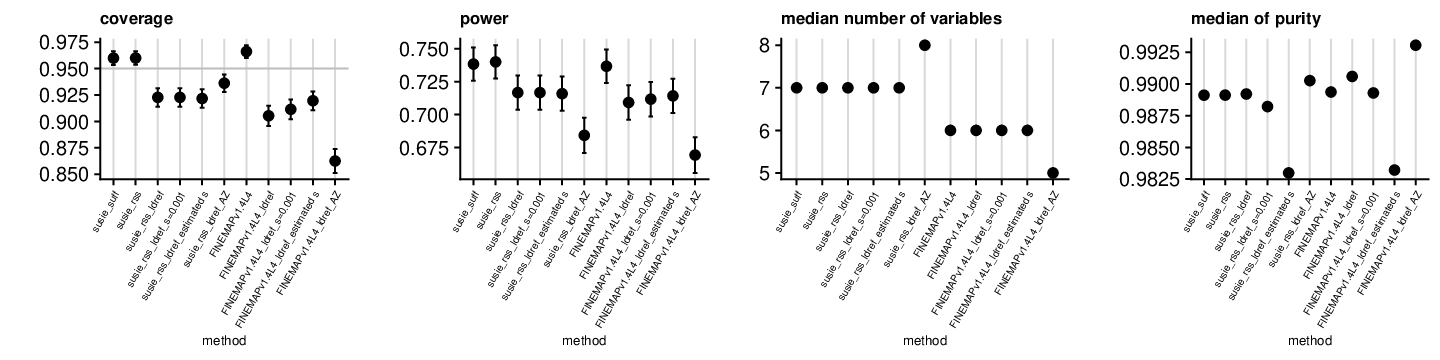 coverage
0.975
0.950
0.925
0.900
0.875
0.850
susie_suff
susie_rss
susie_rss_ldref
susie_rss_ldref_s=0.001
susie_rss_ldref_estimated s
susie_rss_ldref_AZ
FINEMAPv1.4L4
FINEMAPv1.4L4_ldref
FINEMAPv1.4L4_ldref_s=0.001
FINEMAPv1.4L4_ldref_estimated s
FINEMAPv1.4L4_ldref_AZ
method
power
0.750
0.725
0.700
0.675
susie_suff
susie_rss
susie_rss_ldref
susie_rss_ldref_s=0.001
susie_rss_ldref_estimated s
susie_rss_ldref_AZ
FINEMAPv1.4L4
FINEMAPv1.4L4_ldref
FINEMAPv1.4L4_ldref_s=0.001
FINEMAPv1.4L4_ldref_estimated s
FINEMAPv1.4L4_ldref_AZ
method
median number of variables
8
7
6
5
susie_suff
susie_rss
susie_rss_ldref
susie_rss_ldref_s=0.001
susie_rss_ldref_estimated s
susie_rss_ldref_AZ
FINEMAPv1.4L4
FINEMAPv1.4L4_ldref
FINEMAPv1.4L4_ldref_s=0.001
FINEMAPv1.4L4_ldref_estimated s
FINEMAPv1.4L4_ldref_AZ
method
median of purity
0.9925
0.9900
0.9875
0.9850
0.9825
susie_suff
susie_rss
susie_rss_ldref
susie_rss_ldref_s=0.001
susie_rss_ldref_estimated s
susie_rss_ldref_AZ
FINEMAPv1.4L4
FINEMAPv1.4L4_ldref
FINEMAPv1.4L4_ldref_s=0.001
FINEMAPv1.4L4_ldref_estimated s
FINEMAPv1.4L4_ldref_AZ
method